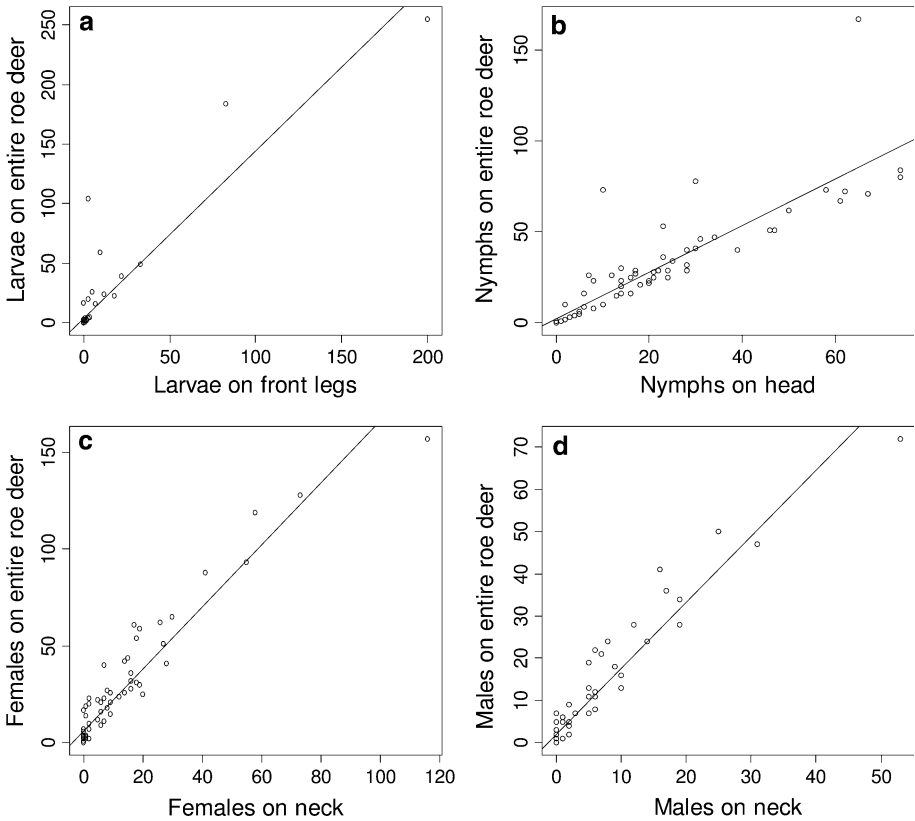 a
Larvae on entire roe deer
0 50 100 150 200 250
0 50 100 150 200
Larvae on front legs
b
Nymphs on entire roe deer
0 50 100 150
0 20 40 60
Nymphs on head
c
Females on entire roe deer
0 50 100 150
0 20 40 60 80 100 120
Females on neck
d
Males on entire roe deer
0 10 20 30 40 50 60 70
0 10 20 30 40 50
Males on neck